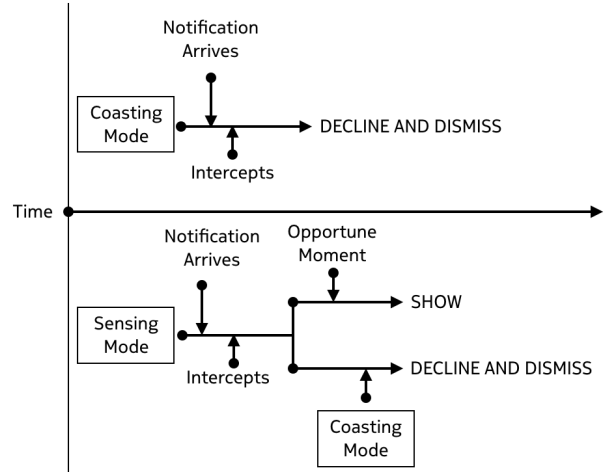 Notification
Arrives
Coasting
Mode
DECLINE AND DISMISS
Intercepts
Time
Notification
Arrives
Opportune
Moment
SHOW
Sensing
Mode
Intercepts
DECLINE AND DISMISS
Coasting
Mode